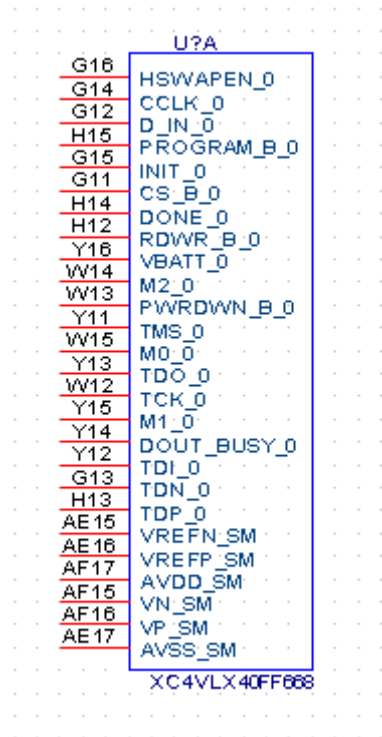 U?A
G16 HSWAPEN_0
G14 CCLK_0
G12 D_IN_0
H15 PROGRAM_B_0
G15 INIT_0
G11 CS_B_0
H14 DONE_0
H12 RDWR_B_0
Y16 VBATT_0
W14 M2_0
W13 PWRDWN_B_0
Y11 TMS_0
W15 M0_0
Y13 TDO_0
W12 TCK_0
Y15 M1_0
Y14 DOUT_BUSY_0
Y12 TDI_0
G13 TDN_0
H13 TDP_0
AE15 VREFN_SM
AE16 VREFP_SM
AF17 AVDD_SM
AF15 VN_SM
AF16 VP_SM
AE17 AVSS_SM
XC4VLX40FF668